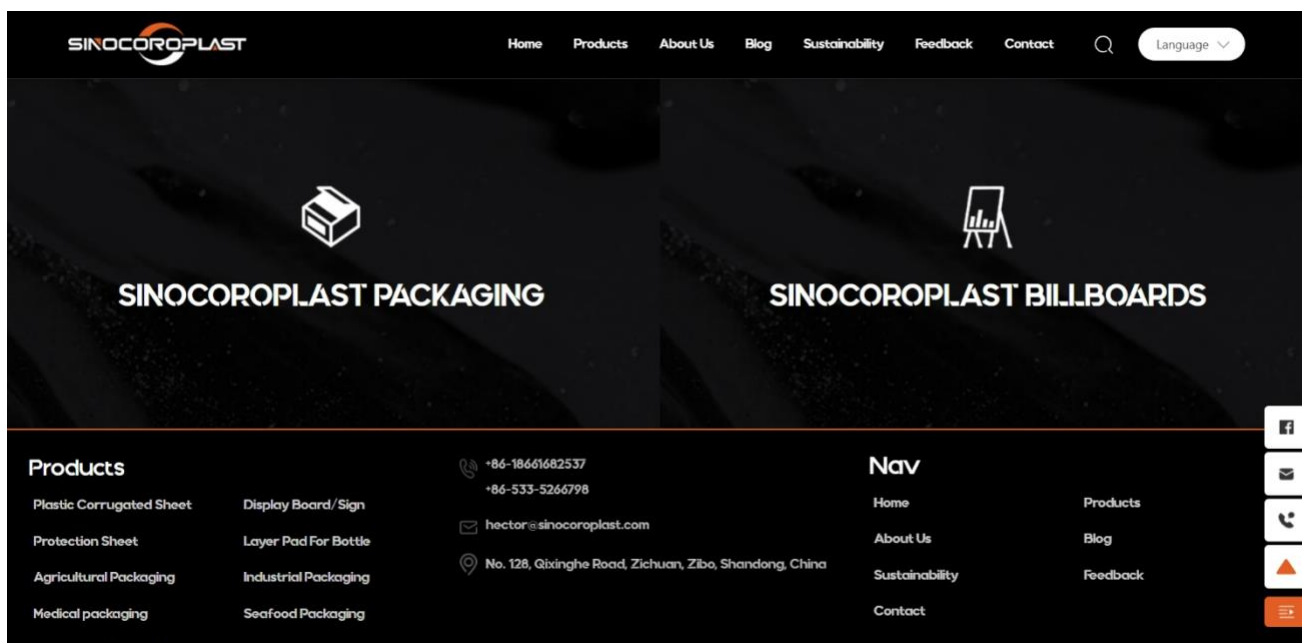 SINOCOROPLAST
Home Products About Us Blog Sustainability Feedback Contact Language
SINOCOROPLAST PACKAGING
SINOCOROPLAST BILLBOARDS
Products
Plastic Corrugated Sheet Display Board/Sign
Protection Sheet Layer Pad For Bottle
Agricultural Packaging Industrial Packaging
Medical packaging Seafood Packaging
+86-18661682537
+86-533-5266798
hector@sinocoroplast.com
No. 128, Qixinghe Road, Zichuan, Zibo, Shandong, China
Nav
Home Products
About Us Blog
Sustainability Feedback
Contact